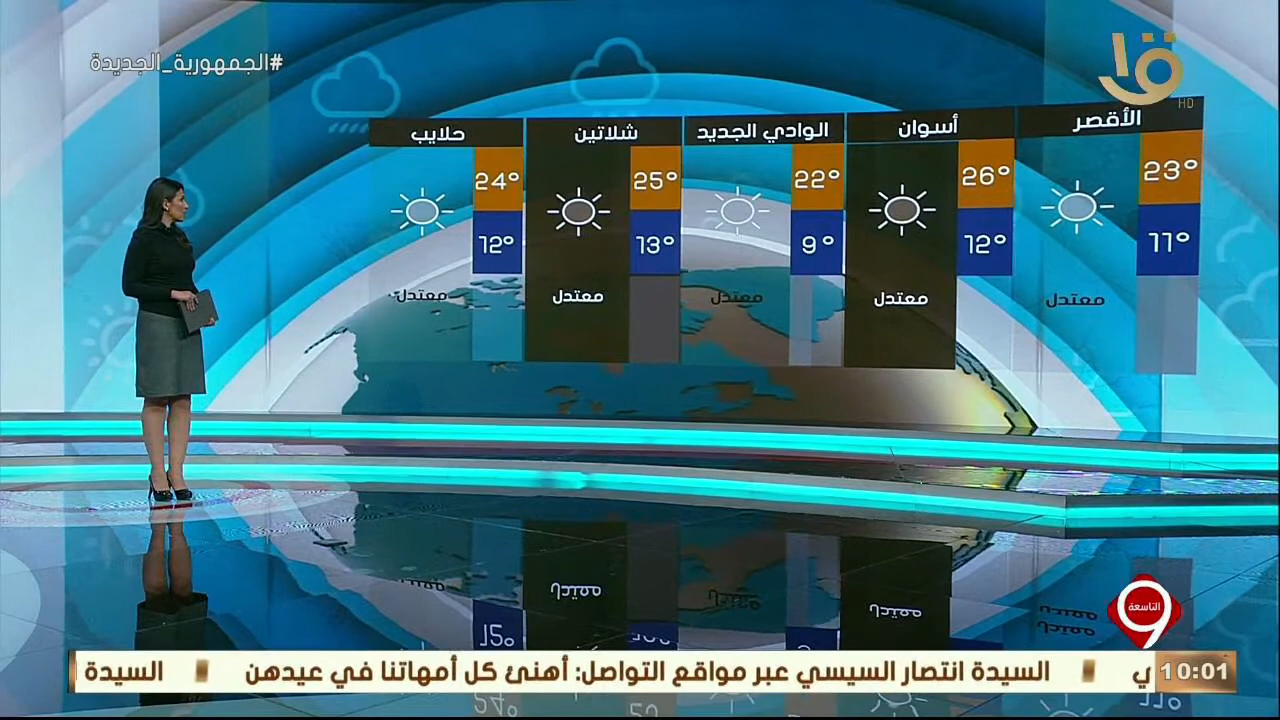 #الجمهورية_الجديدة
HD
الأقصر
23°
11°
معتدل
أسوان
26°
12°
معتدل
الوادي الجديد
22°
9°
معتدل
شلاتين
25°
13°
معتدل
حلايب
24°
12°
معتدل
التاسعة
9
السيدة انتصار السيسي عبر مواقع التواصل: أهنئ كل أمهاتنا في عيدهن
السيدة
10:01